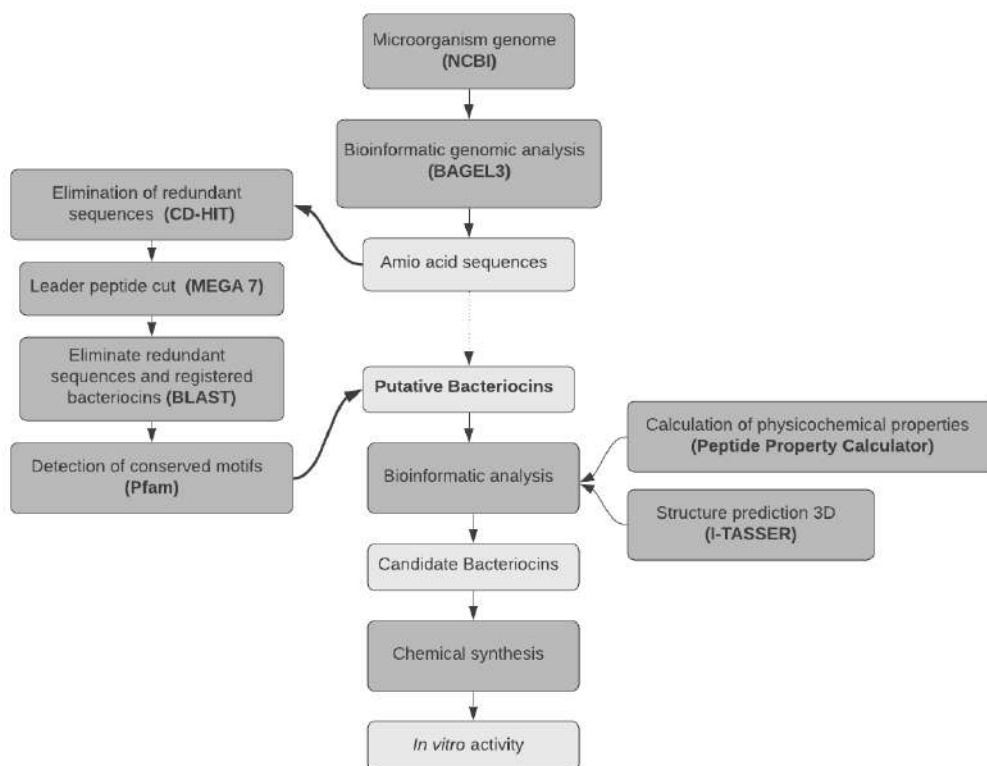 Microorganism genome
(NCBI)
Bioinformatic genomic analysis
(BAGEL3)
Amio acid sequences
Elimination of redundant
sequences (CD-HIT)
Leader peptide cut (MEGA 7)
Eliminate redundant
sequences and registered
bacteriocins (BLAST)
Detection of conserved motifs
(Pfam)
Putative Bacteriocins
Bioinformatic analysis
Calculation of physicochemical properties
(Peptide Property Calculator)
Structure prediction 3D
(I-TASSER)
Candidate Bacteriocins
Chemical synthesis
In vitro activity